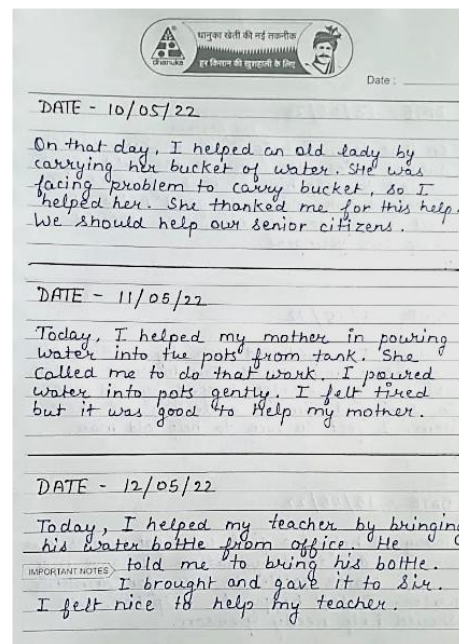 धानुका खेती की नई तकनीक
dhanuka
हर किसान की खुशहाली के लिए
Date :
DATE - 10/05/22
On that day, I helped an old lady by
carrying her bucket of water. She was
facing problem to carry bucket, so I
helped her. She thanked me for this help.
We should help our senior citizens.
DATE - 11/05/22
Today, I helped my mother in pouring
water into the pots from tank. She
called me to do that work. I poured
water into pots gently. I felt tired
but it was good to help my mother.
DATE - 12/05/22
Today, I helped my teacher by bringing
his water bottle from office. He
IMPORTANT NOTES told me to bring his bottle.
I brought and gave it to Sir.
I felt nice to help my teacher.